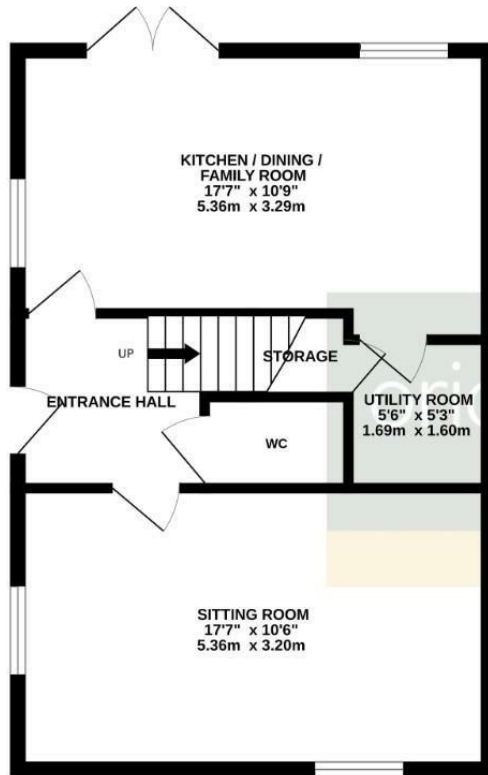 KITCHEN / DINING /
FAMILY ROOM
17'7" x 10'9"
5.36m x 3.29m
UP
STORAGE
ENTRANCE HALL
UTILITY ROOM
5'6" x 5'3"
1.69m x 1.60m
WC
SITTING ROOM
17'7" x 10'6"
5.36m x 3.20m